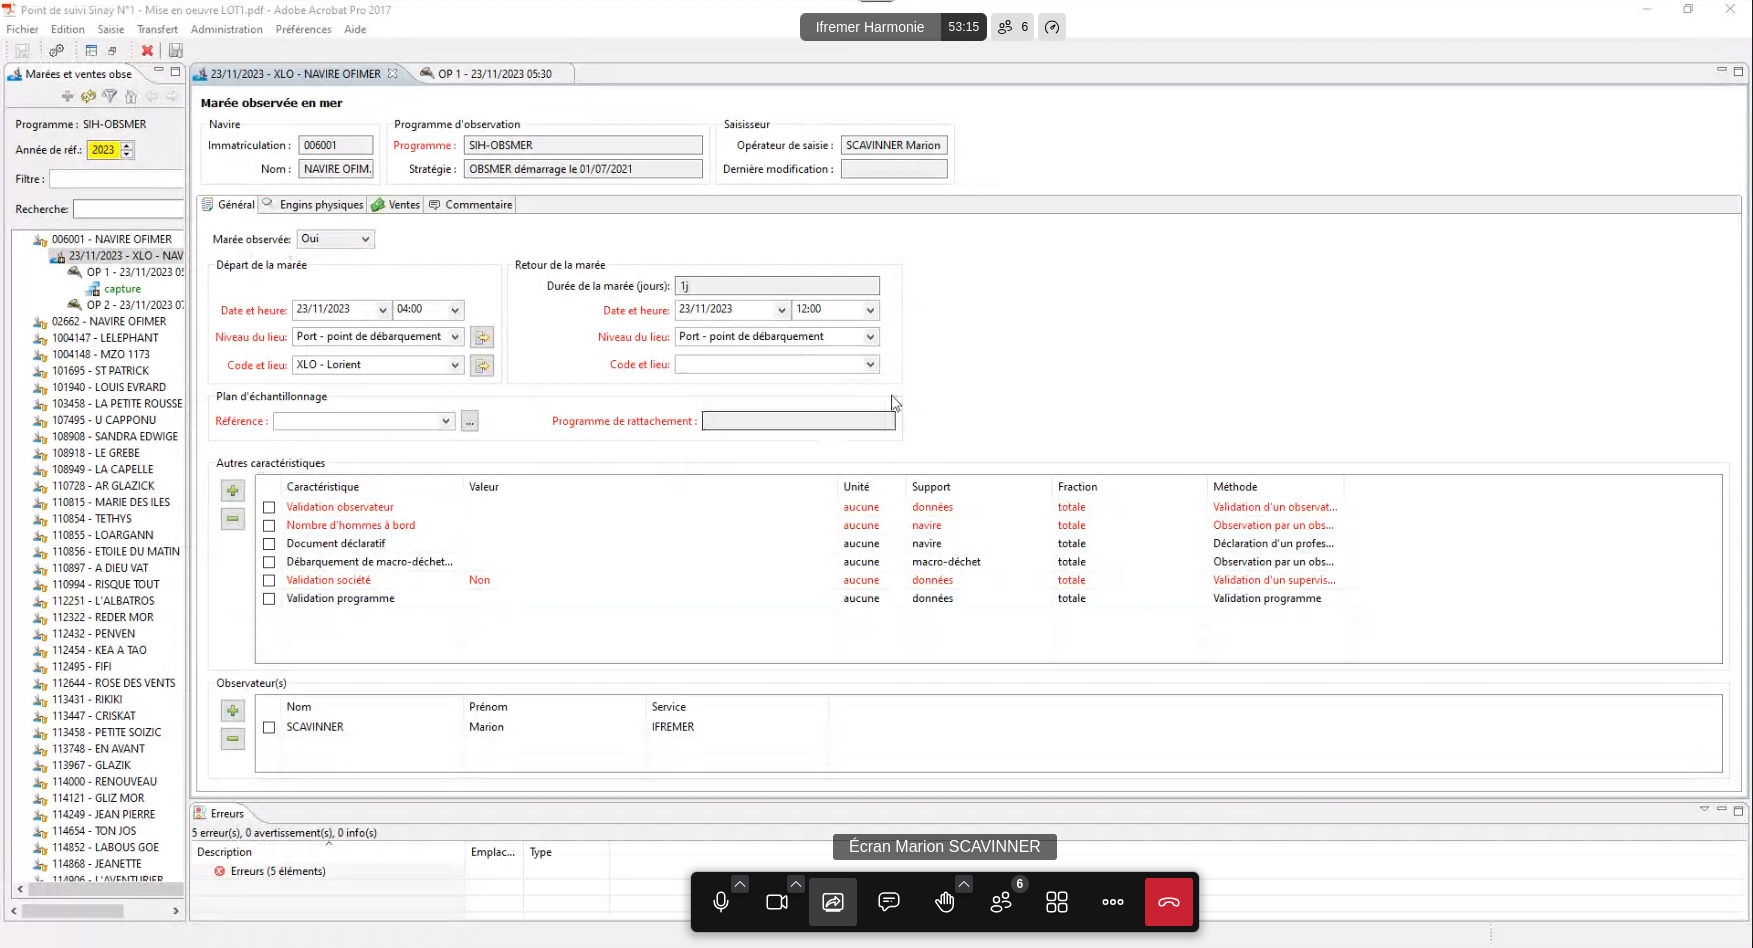 Point de suivi Sinay N°1 - Mise en oeuvre LOT1.pdf - Adobe Acrobat Pro 2017
Fichier Edition Saisie Transfert Administration Préférences Aide
Ifremer Harmonie 53:15 6
Marées et ventes obse
23/11/2023 - XLO - NAVIRE OFIMER
OP 1 - 23/11/2023 05:30
Programme : SIH-OBSMER
Année de réf.: 2023
Filtre :
Recherche:
006001 - NAVIRE OFIMER
23/11/2023 - XLO - NAV
OP 1 - 23/11/2023 05
capture
OP 2 - 23/11/2023 07
02662 - NAVIRE OFIMER
1004147 - LELEPHANT
1004148 - MZO 1173
101695 - ST PATRICK
101940 - LOUIS EVRARD
103458 - LA PETITE ROUSSE
107495 - U CAPPONU
108908 - SANDRA EDWIGE
108918 - LE GREBE
108949 - LA CAPELLE
110728 - AR GLAZICK
110815 - MARIE DES ILES
110854 - TETHYS
110855 - LOARGANN
110856 - ETOILE DU MATIN
110897 - A DIEU VAT
110994 - RISQUE TOUT
112251 - L'ALBATROS
112322 - REDER MOR
112432 - PENVEN
112454 - KEA A TAO
112495 - FIFI
112644 - ROSE DES VENTS
113431 - RIKIKI
113447 - CRISKAT
113458 - PETITE SOIZIC
113748 - EN AVANT
113967 - GLAZIK
114000 - RENOUVEAU
114121 - GLIZ MOR
114249 - JEAN PIERRE
114654 - TON JOS
114852 - LABOUS GOE
114868 - JEANETTE
114906 - L'AVENTURIER
Marée observée en mer
Navire
Immatriculation : 006001
Nom : NAVIRE OFIM.
Programme d'observation
Programme : SIH-OBSMER
Stratégie : OBSMER démarrage le 01/07/2021
Saisisseur
Opérateur de saisie : SCAVINNER Marion
Dernière modification :
Général Engins physiques Ventes Commentaire
Marée observée: Oui
Départ de la marée
Date et heure: 23/11/2023 04:00
Niveau du lieu: Port - point de débarquement
Code et lieu: XLO - Lorient
Retour de la marée
Durée de la marée (jours): 1j
Date et heure: 23/11/2023 12:00
Niveau du lieu: Port - point de débarquement
Code et lieu:
Plan d'échantillonnage
Référence : ... Programme de rattachement :
Autres caractéristiques
Caractéristique Valeur Unité Support Fraction Méthode
Validation observateur aucune données totale Validation d'un observat...
Nombre d'hommes à bord aucune navire totale Observation par un obs...
Document déclaratif aucune navire totale Déclaration d'un profes...
Débarquement de macro-déchet... aucune macro-déchet totale Observation par un obs...
Validation société Non aucune données totale Validation d'un supervis...
Validation programme aucune données totale Validation programme
Observateur(s)
Nom Prénom Service
SCAVINNER Marion IFREMER
Erreurs
5 erreur(s), 0 avertissement(s), 0 info(s)
Description Emplac... Type
Erreurs (5 éléments)
Écran Marion SCAVINNER
6